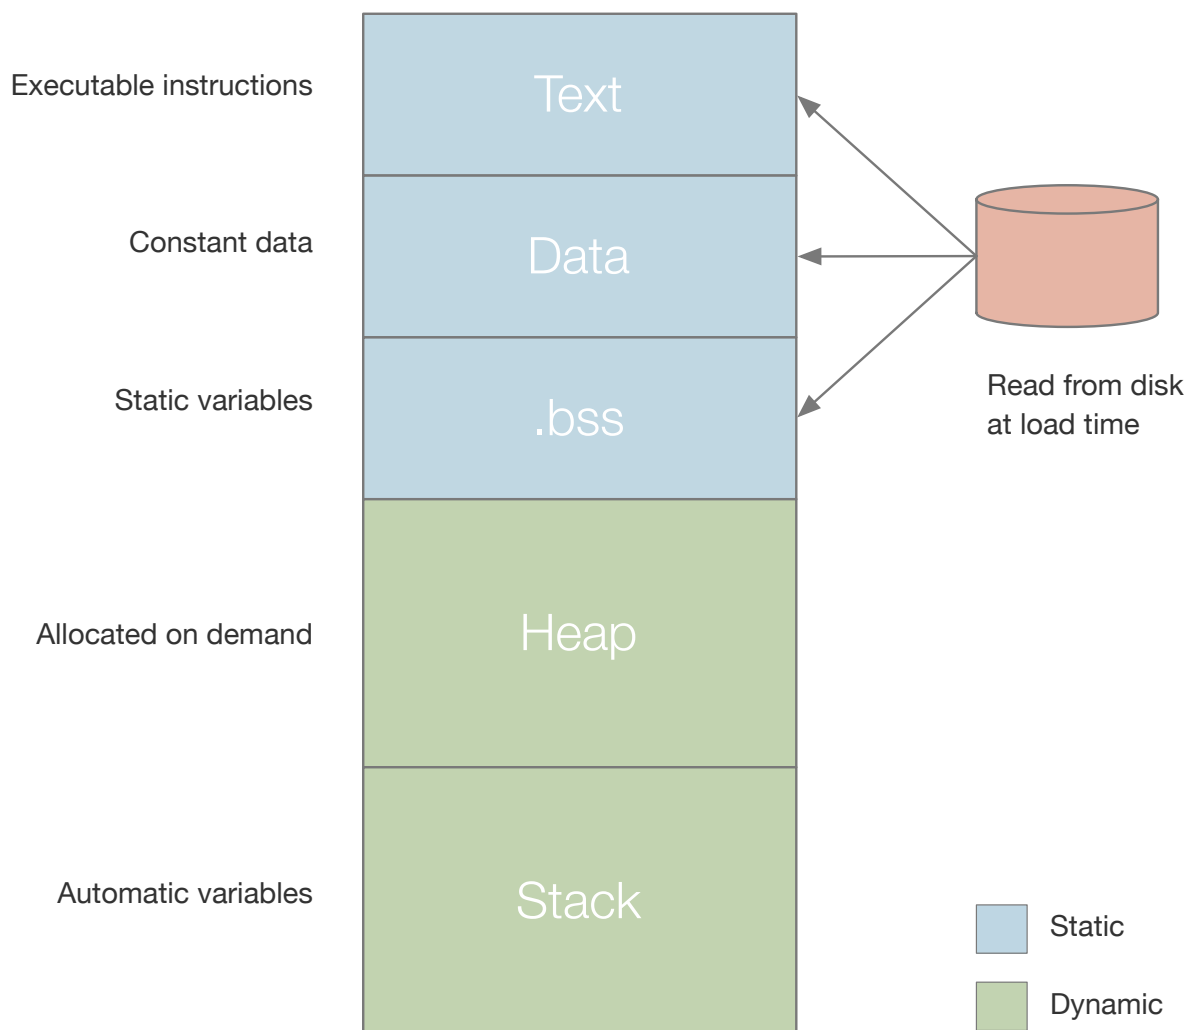 Executable instructions
Text
Constant data
Data
Static variables
.bss
Read from disk
at load time
Allocated on demand
Heap
Automatic variables
Stack
Static
Dynamic